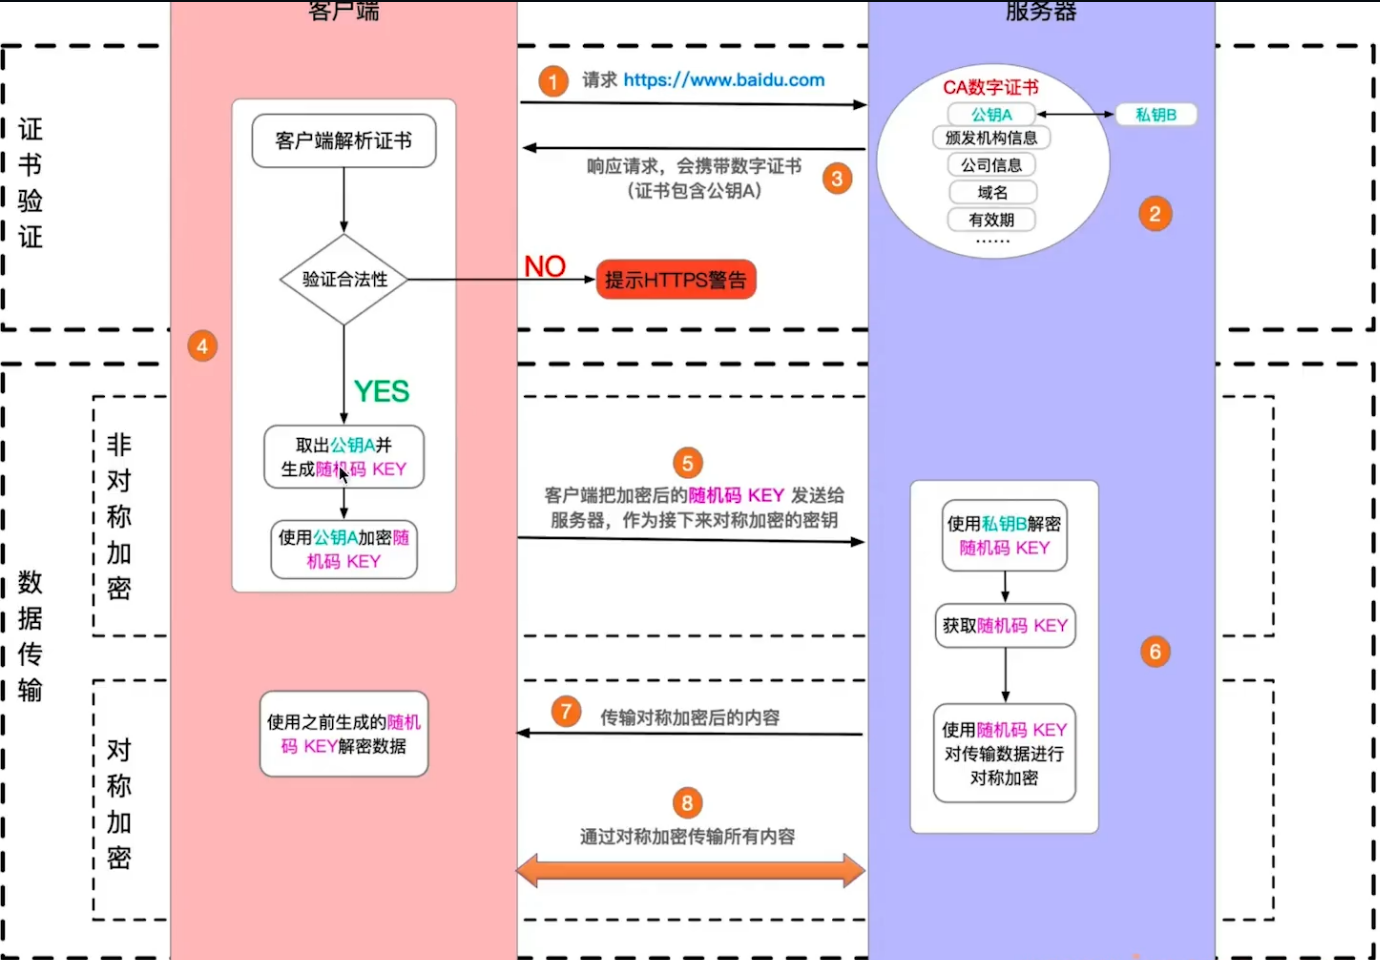 客户端
服务器
证书验证
1
请求 https://www.baidu.com
CA数字证书
公钥A
私钥B
颁发机构信息
公司信息
域名
有效期
......
2
响应请求，会携带数字证书
（证书包含公钥A）
3
客户端解析证书
验证合法性
NO
提示HTTPS警告
4
YES
数据传输
非对称加密
取出公钥A并
生成随机码 KEY
使用公钥A加密随
机码 KEY
5
客户端把加密后的随机码 KEY 发送给
服务器，作为接下来对称加密的密钥
使用私钥B解密
随机码 KEY
获取随机码 KEY
6
使用随机码 KEY
对传输数据进行
对称加密
对称加密
7
传输对称加密后的内容
使用之前生成的随机
码 KEY解密数据
8
通过对称加密传输所有内容